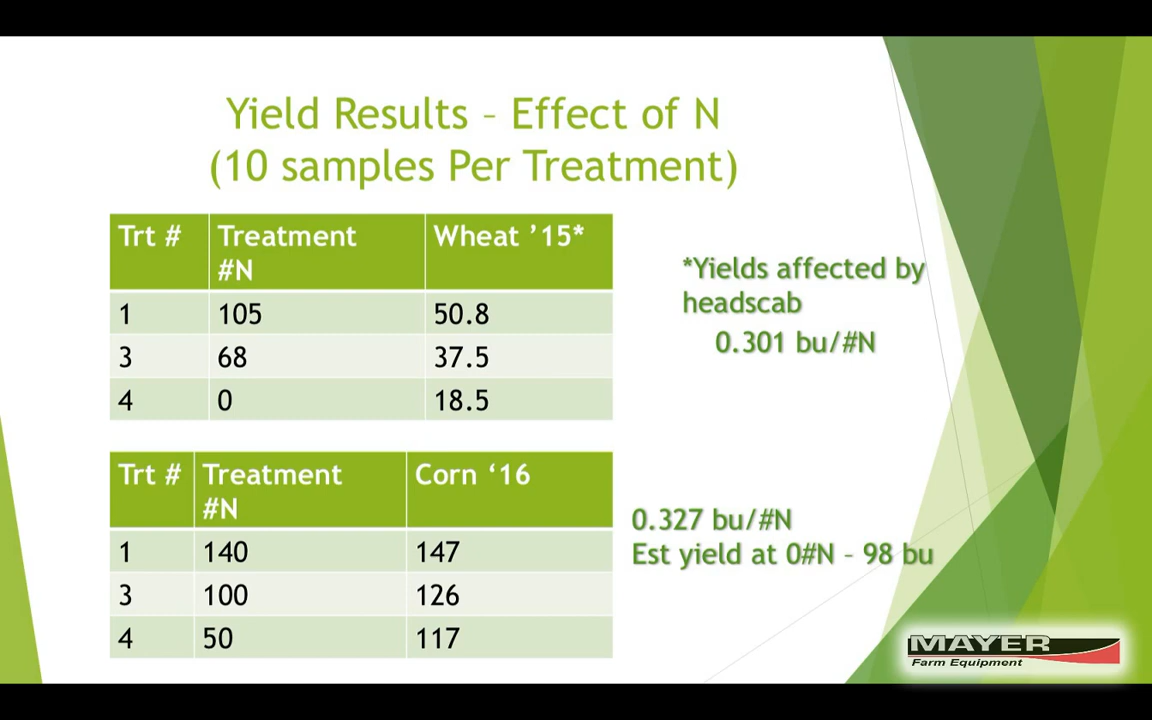 Yield Results – Effect of N
(10 samples Per Treatment)
Trt # Treatment #N Wheat ’15*
1 105 50.8
3 68 37.5
4 0 18.5
*Yields affected by
headscab
0.301 bu/#N
Trt # Treatment #N Corn ‘16
1 140 147
3 100 126
4 50 117
0.327 bu/#N
Est yield at 0#N – 98 bu
MAYER
Farm Equipment